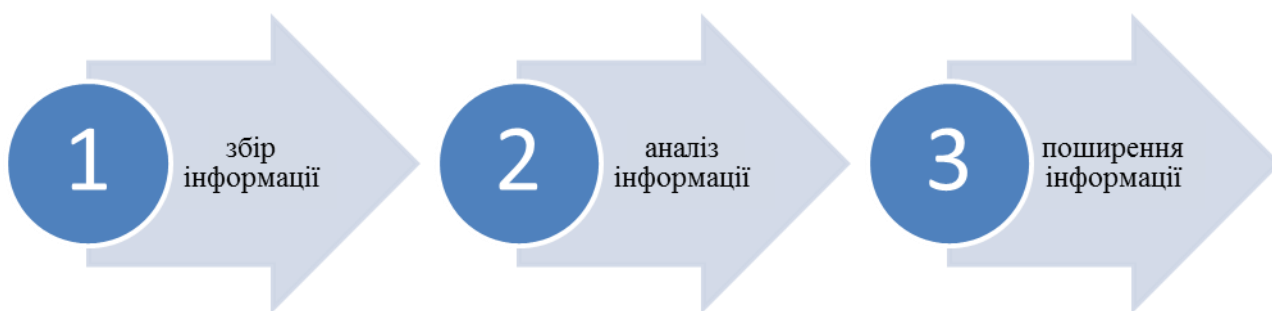 1
збір
інформації
2
аналіз
інформації
3
поширення
інформації